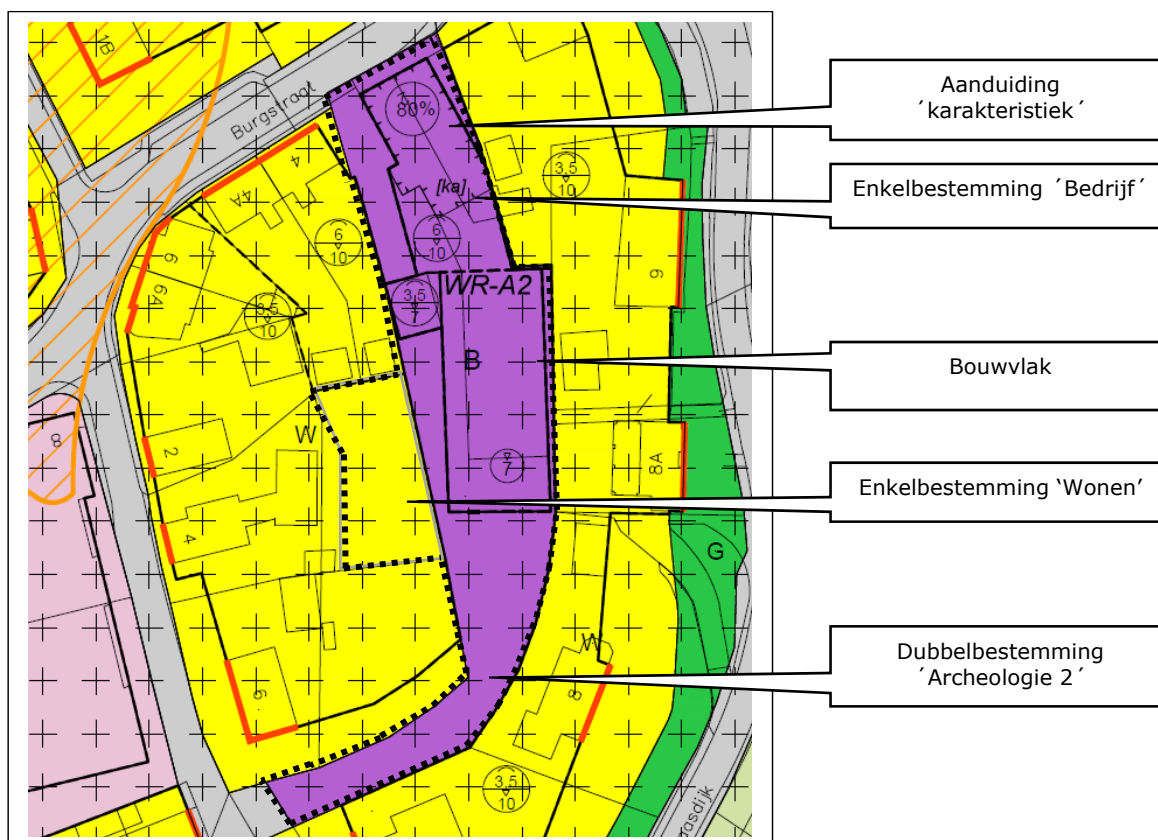 Aanduiding
´karakteristiek´
Enkelbestemming ´Bedrijf´
Bouwvlak
Enkelbestemming ‘Wonen’
Dubbelbestemming
´Archeologie 2´
1B
Burgstraat
80%
4
4A
[ka]
3,5
10
6
10
6
10
6
6A
3,5
10
WR-A2
3,5
7
9
B
8
W
2
7
8A
4
G
W
6
8
3,5
10
asdijk